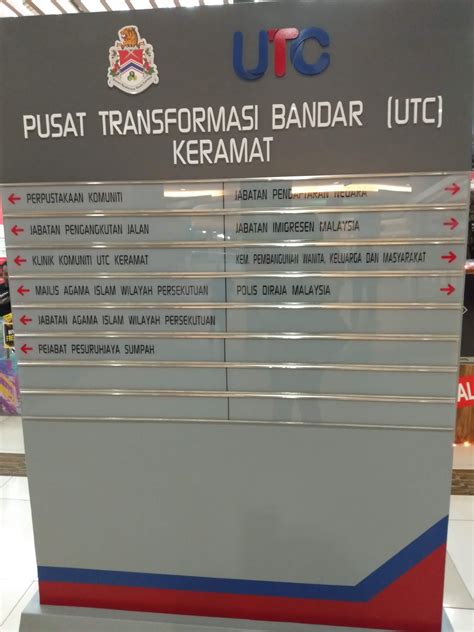 UTC
PUSAT TRANSFORMASI BANDAR (UTC)
KERAMAT
PERPUSTAKAAN KOMUNITI
JABATAN PENGANGKUTAN JALAN
KLINIK KOMUNITI UTC KERAMAT
MAJLIS AGAMA ISLAM WILAYAH PERSEKUTUAN
JABATAN AGAMA ISLAM WILAYAH PERSEKUTUAN
PEJABAT PESURUHJAYA SUMPAH
JABATAN PENDAFTARAN NEGARA
JABATAN IMIGRESEN MALAYSIA
KEM. PEMBANGUNAN WANITA, KELUARGA DAN MASYARAKAT
POLIS DIRAJA MALAYSIA
AL